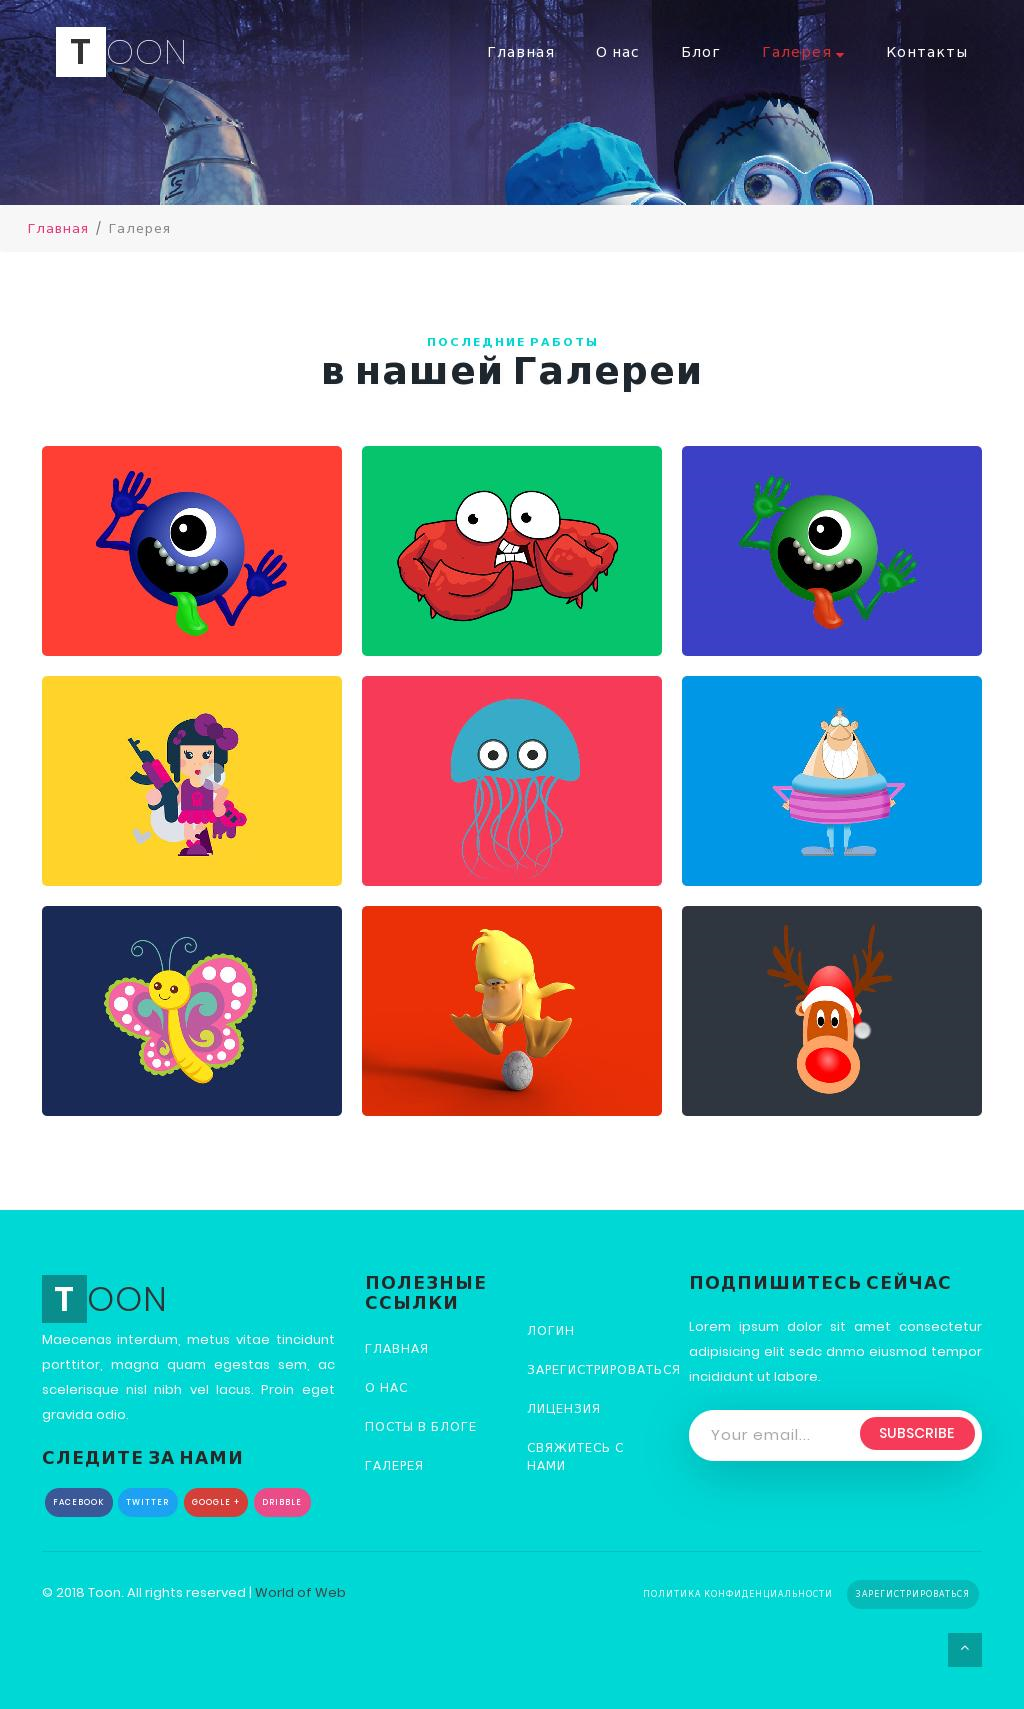 TOON
Главная О нас Блог Галерея Контакты
Главная / Галерея
ПОСЛЕДНИЕ РАБОТЫ
в нашей Галереи
TOON
Maecenas interdum, metus vitae tincidunt
porttitor, magna quam egestas sem, ac
scelerisque nisl nibh vel lacus. Proin eget
gravida odio.
СЛЕДИТЕ ЗА НАМИ
FACEBOOK TWITTER GOOGLE + DRIBBLE
ПОЛЕЗНЫЕ
ССЫЛКИ
ГЛАВНАЯ
О НАС
ПОСТЫ В БЛОГЕ
ГАЛЕРЕЯ
ЛОГИН
ЗАРЕГИСТРИРОВАТЬСЯ
ЛИЦЕНЗИЯ
СВЯЖИТЕСЬ С
НАМИ
ПОДПИШИТЕСЬ СЕЙЧАС
Lorem ipsum dolor sit amet consectetur
adipisicing elit sedc dnmo eiusmod tempor
incididunt ut labore.
Your email... SUBSCRIBE
© 2018 Toon. All rights reserved | World of Web
ПОЛИТИКА КОНФИДЕНЦИАЛЬНОСТИ ЗАРЕГИСТРИРОВАТЬСЯ